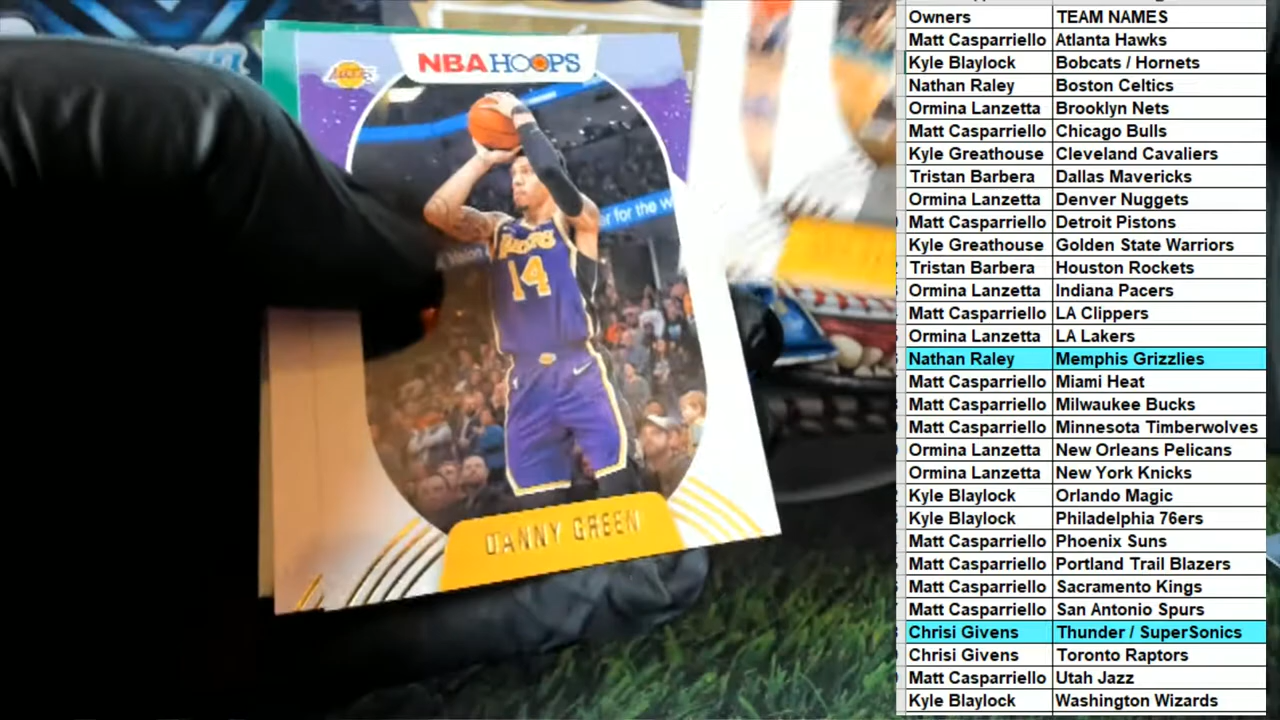 Lakers
NBA HOOPS
er for the w
LAKERS
14
DANNY GREEN
Owners TEAM NAMES
Matt Casparriello Atlanta Hawks
Kyle Blaylock Bobcats / Hornets
Nathan Raley Boston Celtics
Ormina Lanzetta Brooklyn Nets
Matt Casparriello Chicago Bulls
Kyle Greathouse Cleveland Cavaliers
Tristan Barbera Dallas Mavericks
Ormina Lanzetta Denver Nuggets
Matt Casparriello Detroit Pistons
Kyle Greathouse Golden State Warriors
Tristan Barbera Houston Rockets
Ormina Lanzetta Indiana Pacers
Matt Casparriello LA Clippers
Ormina Lanzetta LA Lakers
Nathan Raley Memphis Grizzlies
Matt Casparriello Miami Heat
Matt Casparriello Milwaukee Bucks
Matt Casparriello Minnesota Timberwolves
Ormina Lanzetta New Orleans Pelicans
Ormina Lanzetta New York Knicks
Kyle Blaylock Orlando Magic
Kyle Blaylock Philadelphia 76ers
Matt Casparriello Phoenix Suns
Matt Casparriello Portland Trail Blazers
Matt Casparriello Sacramento Kings
Matt Casparriello San Antonio Spurs
Chrisi Givens Thunder / SuperSonics
Chrisi Givens Toronto Raptors
Matt Casparriello Utah Jazz
Kyle Blaylock Washington Wizards